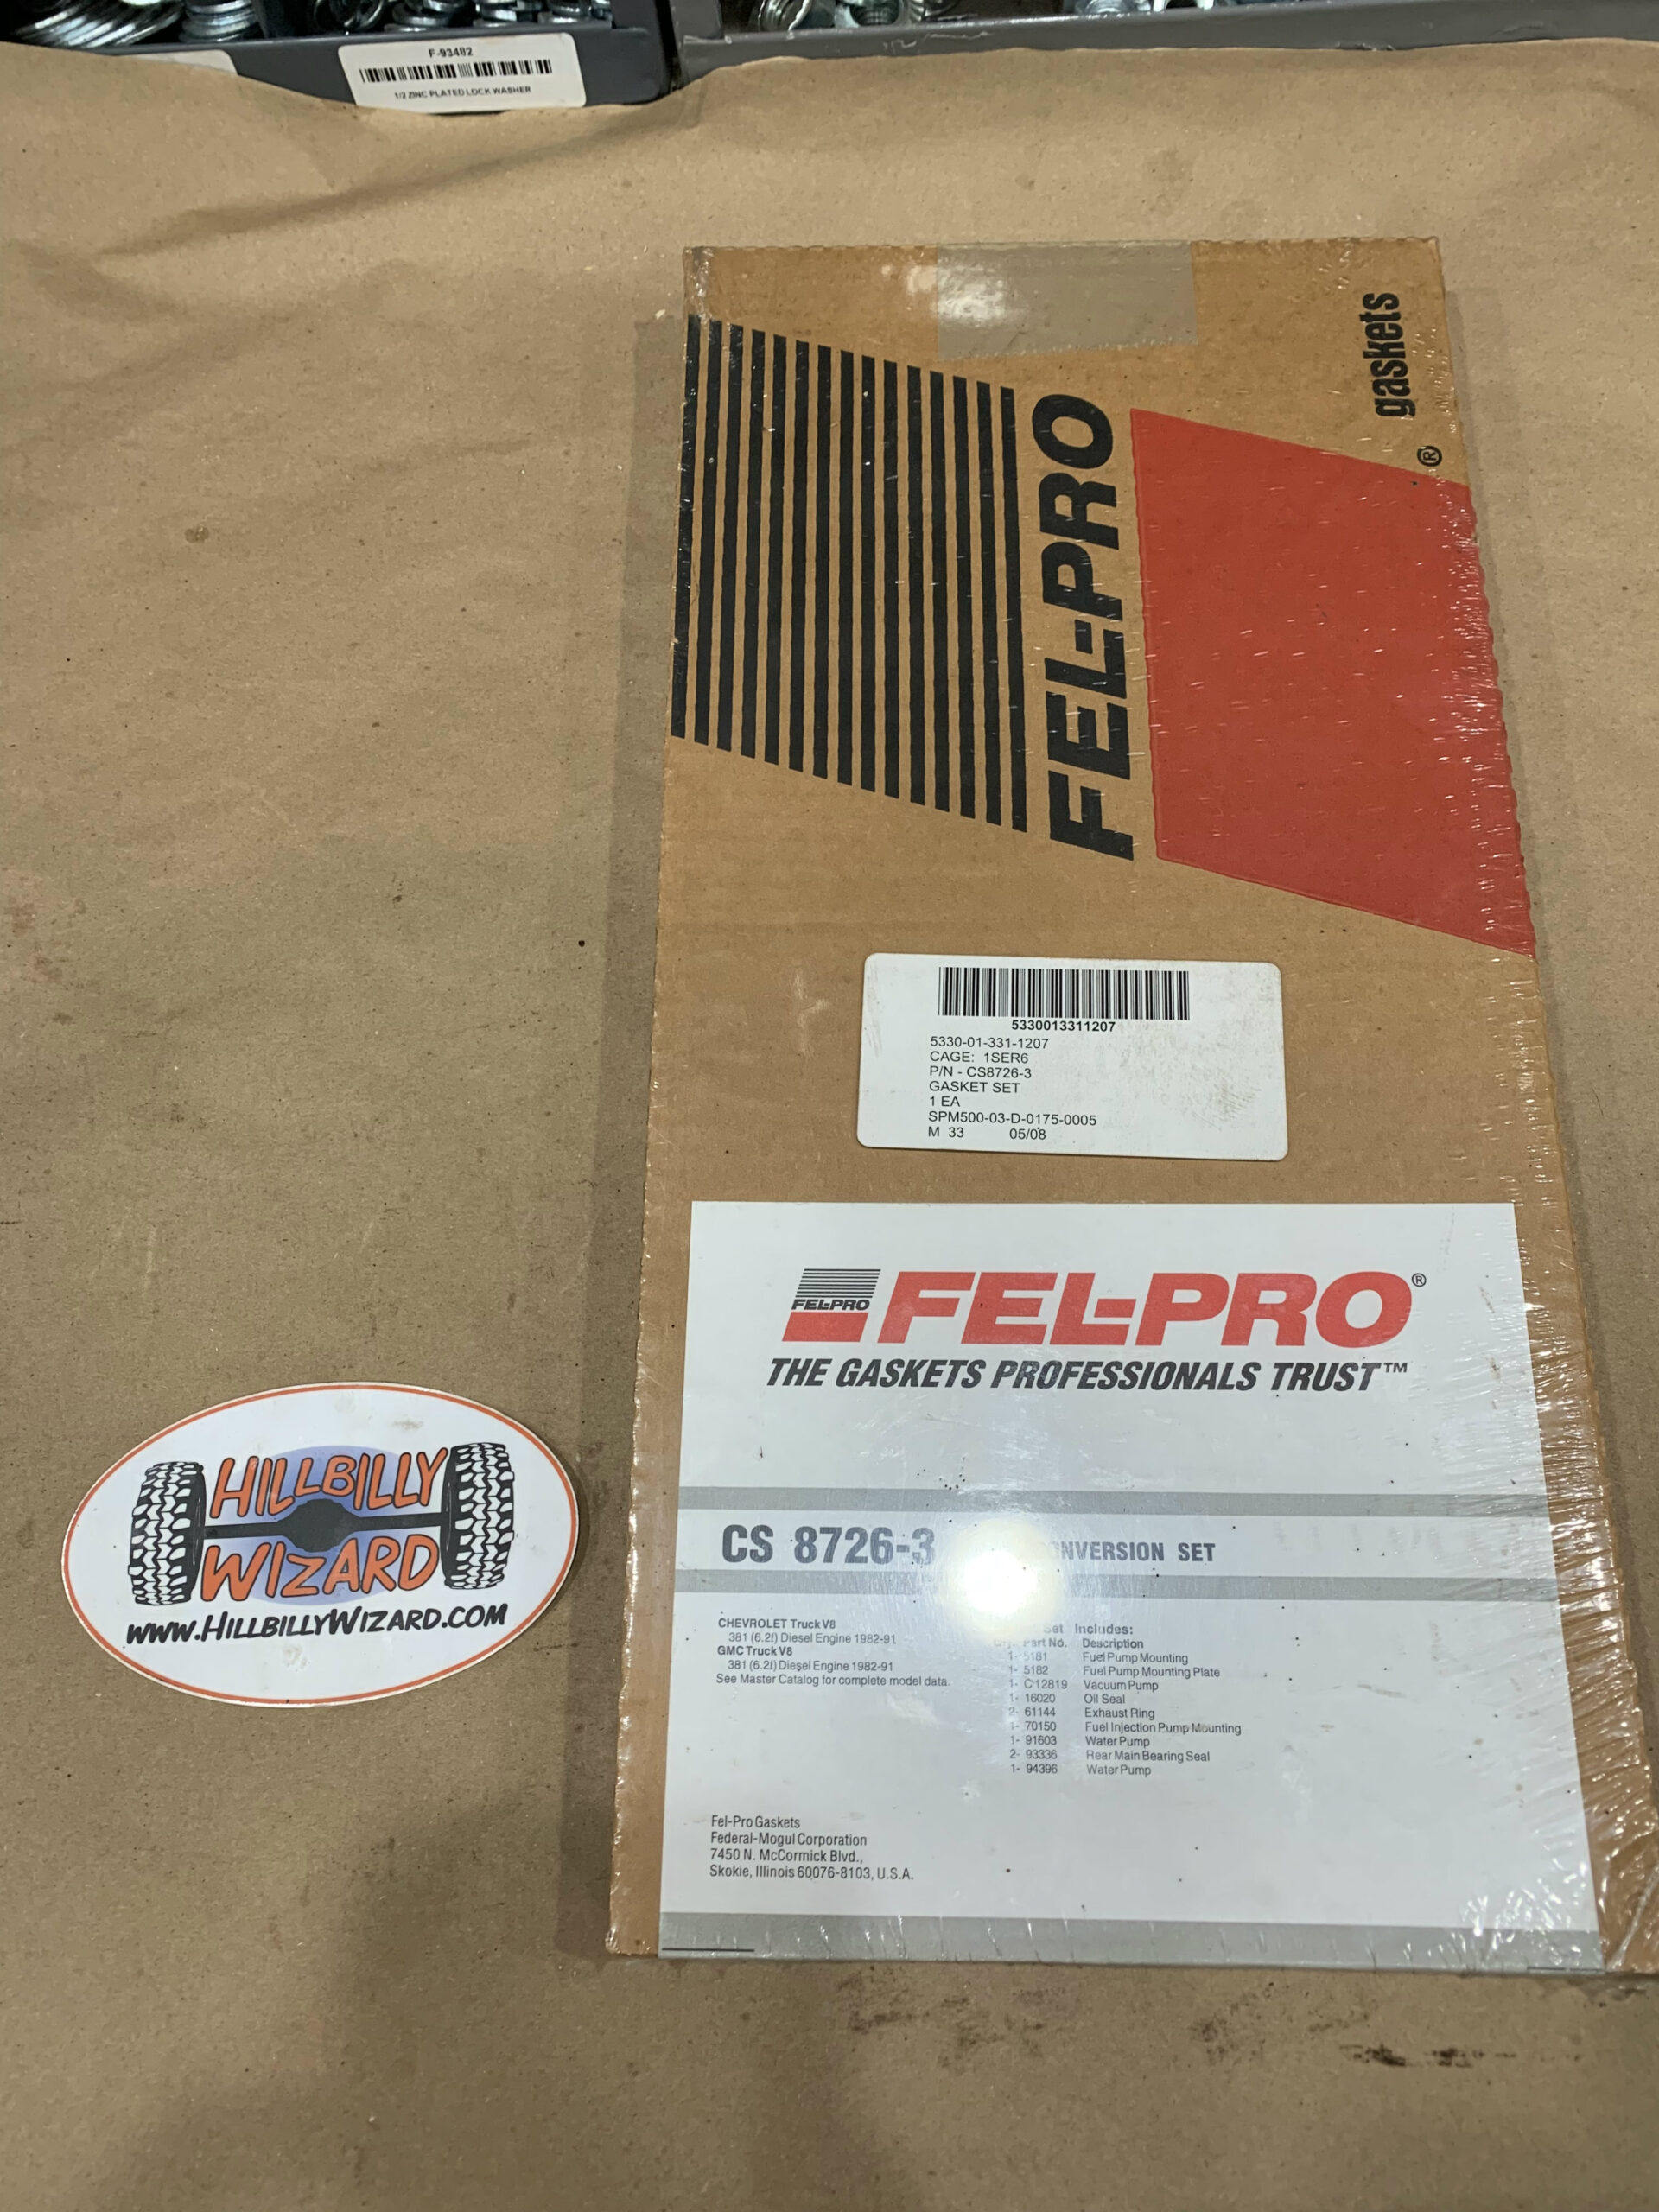 F-93482
1/2 ZINC PLATED LOCK WASHER
gaskets
FEL-PRO ®
5330013311207
5330-01-331-1207
CAGE: 1SER6
P/N - CS8726-3
GASKET SET
1 EA
SPM500-03-D-0175-0005
M 33 05/08
FEL-PRO FEL-PRO®
THE GASKETS PROFESSIONALS TRUST™
CS 8726-3 SET
CHEVROLET Truck V8
381 (6.2l) Diesel Engine 1982-91
GMC Truck V8
381 (6.2l) Diesel Engine 1982-91
See Master Catalog for complete model data.
Set Includes:
Part No. Description
1- 5181 Fuel Pump Mounting
1- 5182 Fuel Pump Mounting Plate
1- C 12819 Vacuum Pump
1- 16020 Oil Seal
2- 61144 Exhaust Ring
1- 70150 Fuel Injection Pump Mounting
1- 91603 Water Pump
2- 93336 Rear Main Bearing Seal
1- 94396 Water Pump
Fel-Pro Gaskets
Federal-Mogul Corporation
7450 N. McCormick Blvd.,
Skokie, Illinois 60076-8103, U.S.A.
HILLBILLY
WIZARD
WWW.HILLBILLYWIZARD.COM